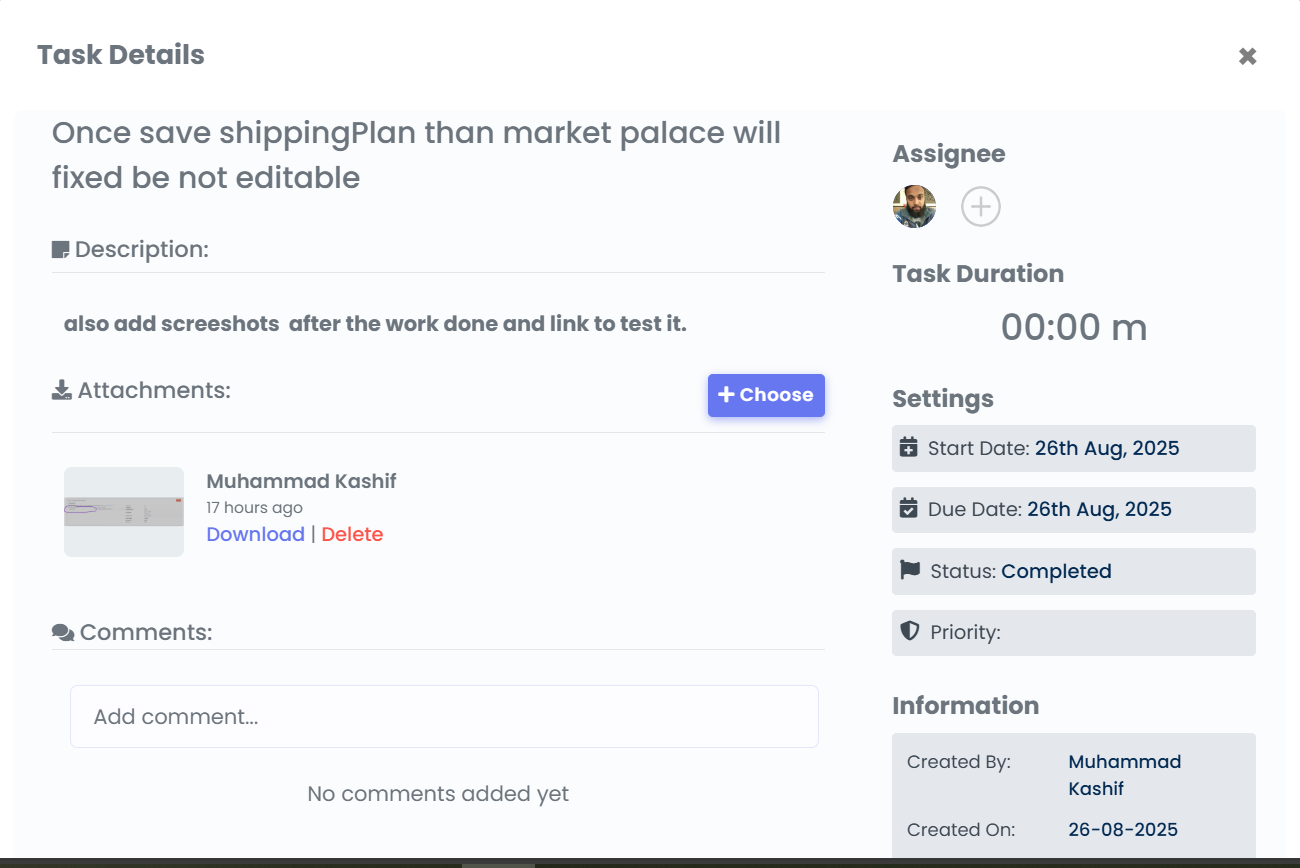 Task Details
Once save shippingPlan than market palace will
fixed be not editable
Description:
also add screeshots after the work done and link to test it.
Attachments:
Choose
Muhammad Kashif
17 hours ago
Download | Delete
Comments:
Add comment...
No comments added yet
Assignee
Task Duration
00:00 m
Settings
Start Date: 26th Aug, 2025
Due Date: 26th Aug, 2025
Status: Completed
Priority:
Information
Created By: Muhammad
Kashif
Created On: 26-08-2025